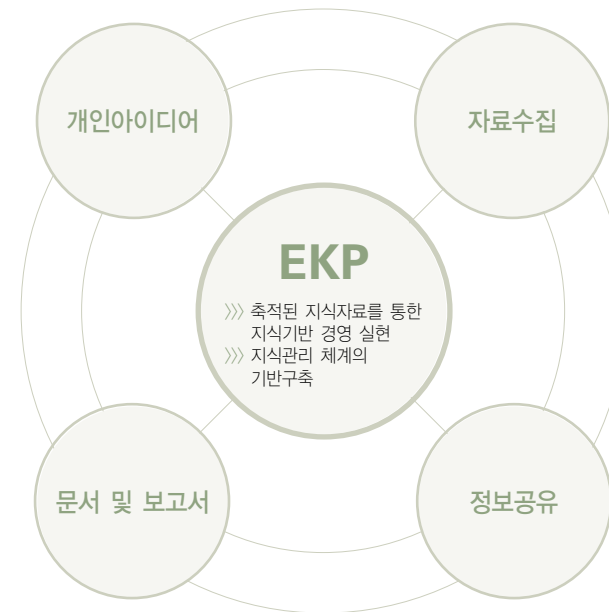 개인아이디어
자료수집
EKP
》〉 축적된 지식자료를 통한
지식기반 경영 실현
》〉 지식관리 체계의
기반구축
문서 및 보고서
정보공유